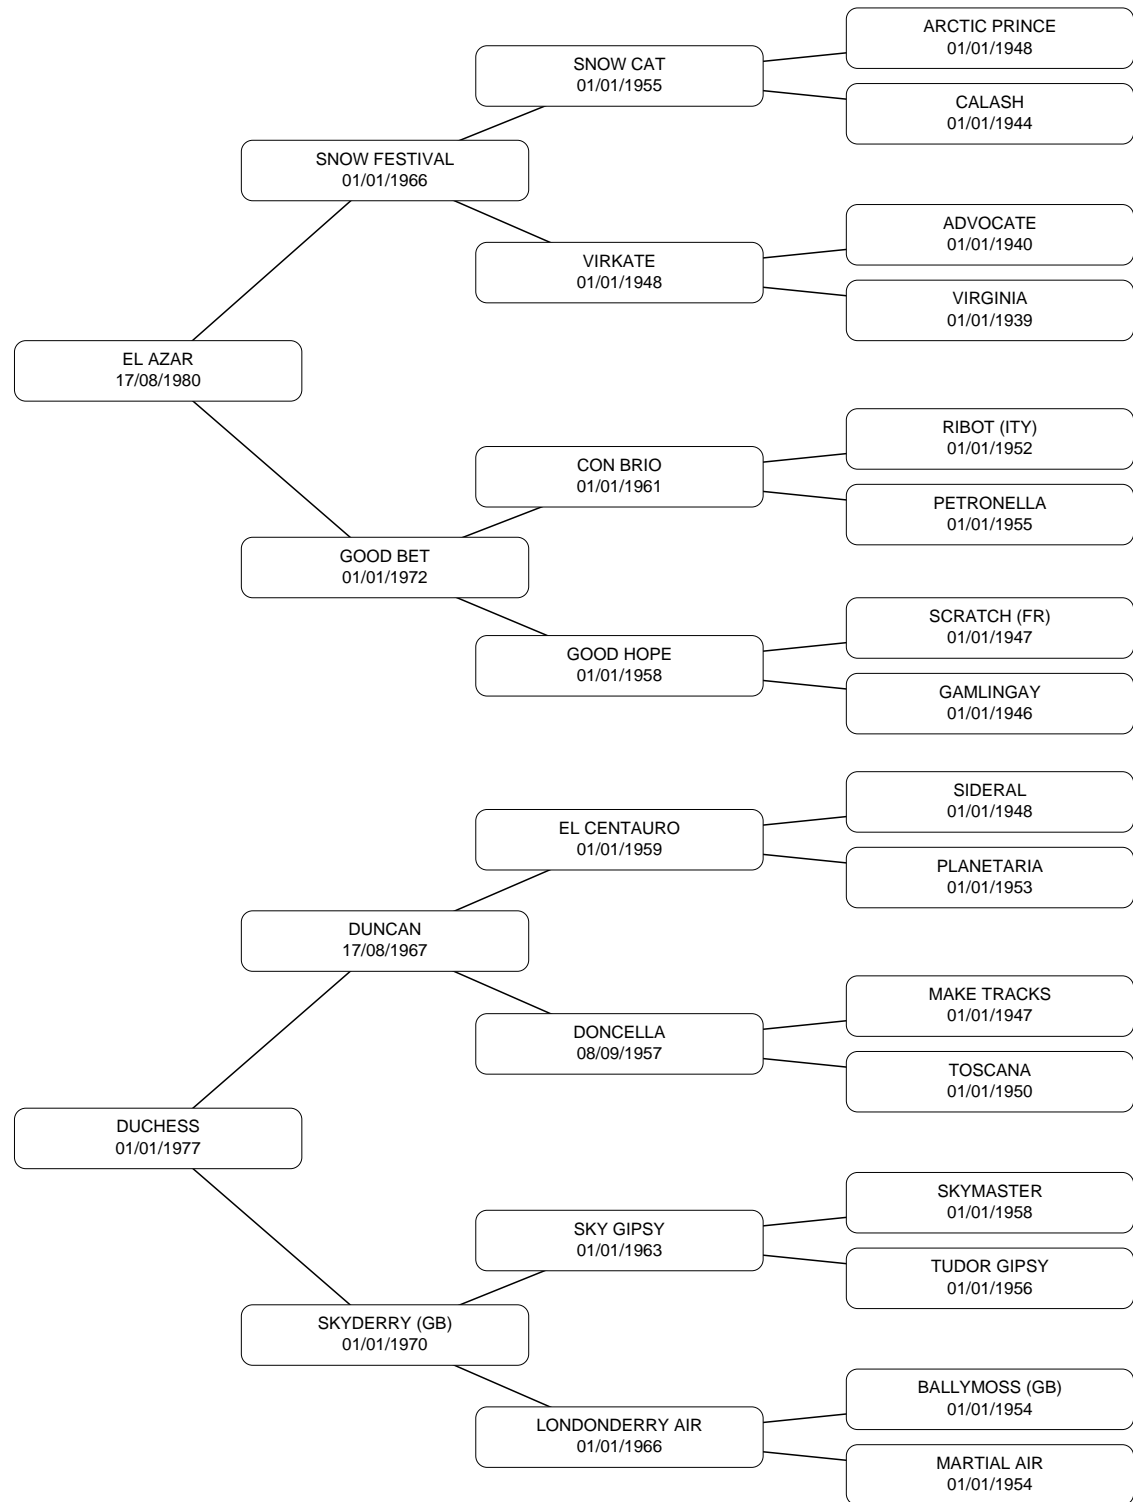 ARCTIC PRINCE
01/01/1948
SNOW CAT
01/01/1955
CALASH
01/01/1944
SNOW FESTIVAL
01/01/1966
ADVOCATE
01/01/1940
VIRKATE
01/01/1948
VIRGINIA
01/01/1939
EL AZAR
17/08/1980
RIBOT (ITY)
01/01/1952
CON BRIO
01/01/1961
PETRONELLA
01/01/1955
GOOD BET
01/01/1972
SCRATCH (FR)
01/01/1947
GOOD HOPE
01/01/1958
GAMLINGAY
01/01/1946
SIDERAL
01/01/1948
EL CENTAURO
01/01/1959
PLANETARIA
01/01/1953
DUNCAN
17/08/1967
MAKE TRACKS
01/01/1947
DONCELLA
08/09/1957
TOSCANA
01/01/1950
DUCHESS
01/01/1977
SKYMASTER
01/01/1958
SKY GIPSY
01/01/1963
TUDOR GIPSY
01/01/1956
SKYDERRY (GB)
01/01/1970
BALLYMOSS (GB)
01/01/1954
LONDONDERRY AIR
01/01/1966
MARTIAL AIR
01/01/1954